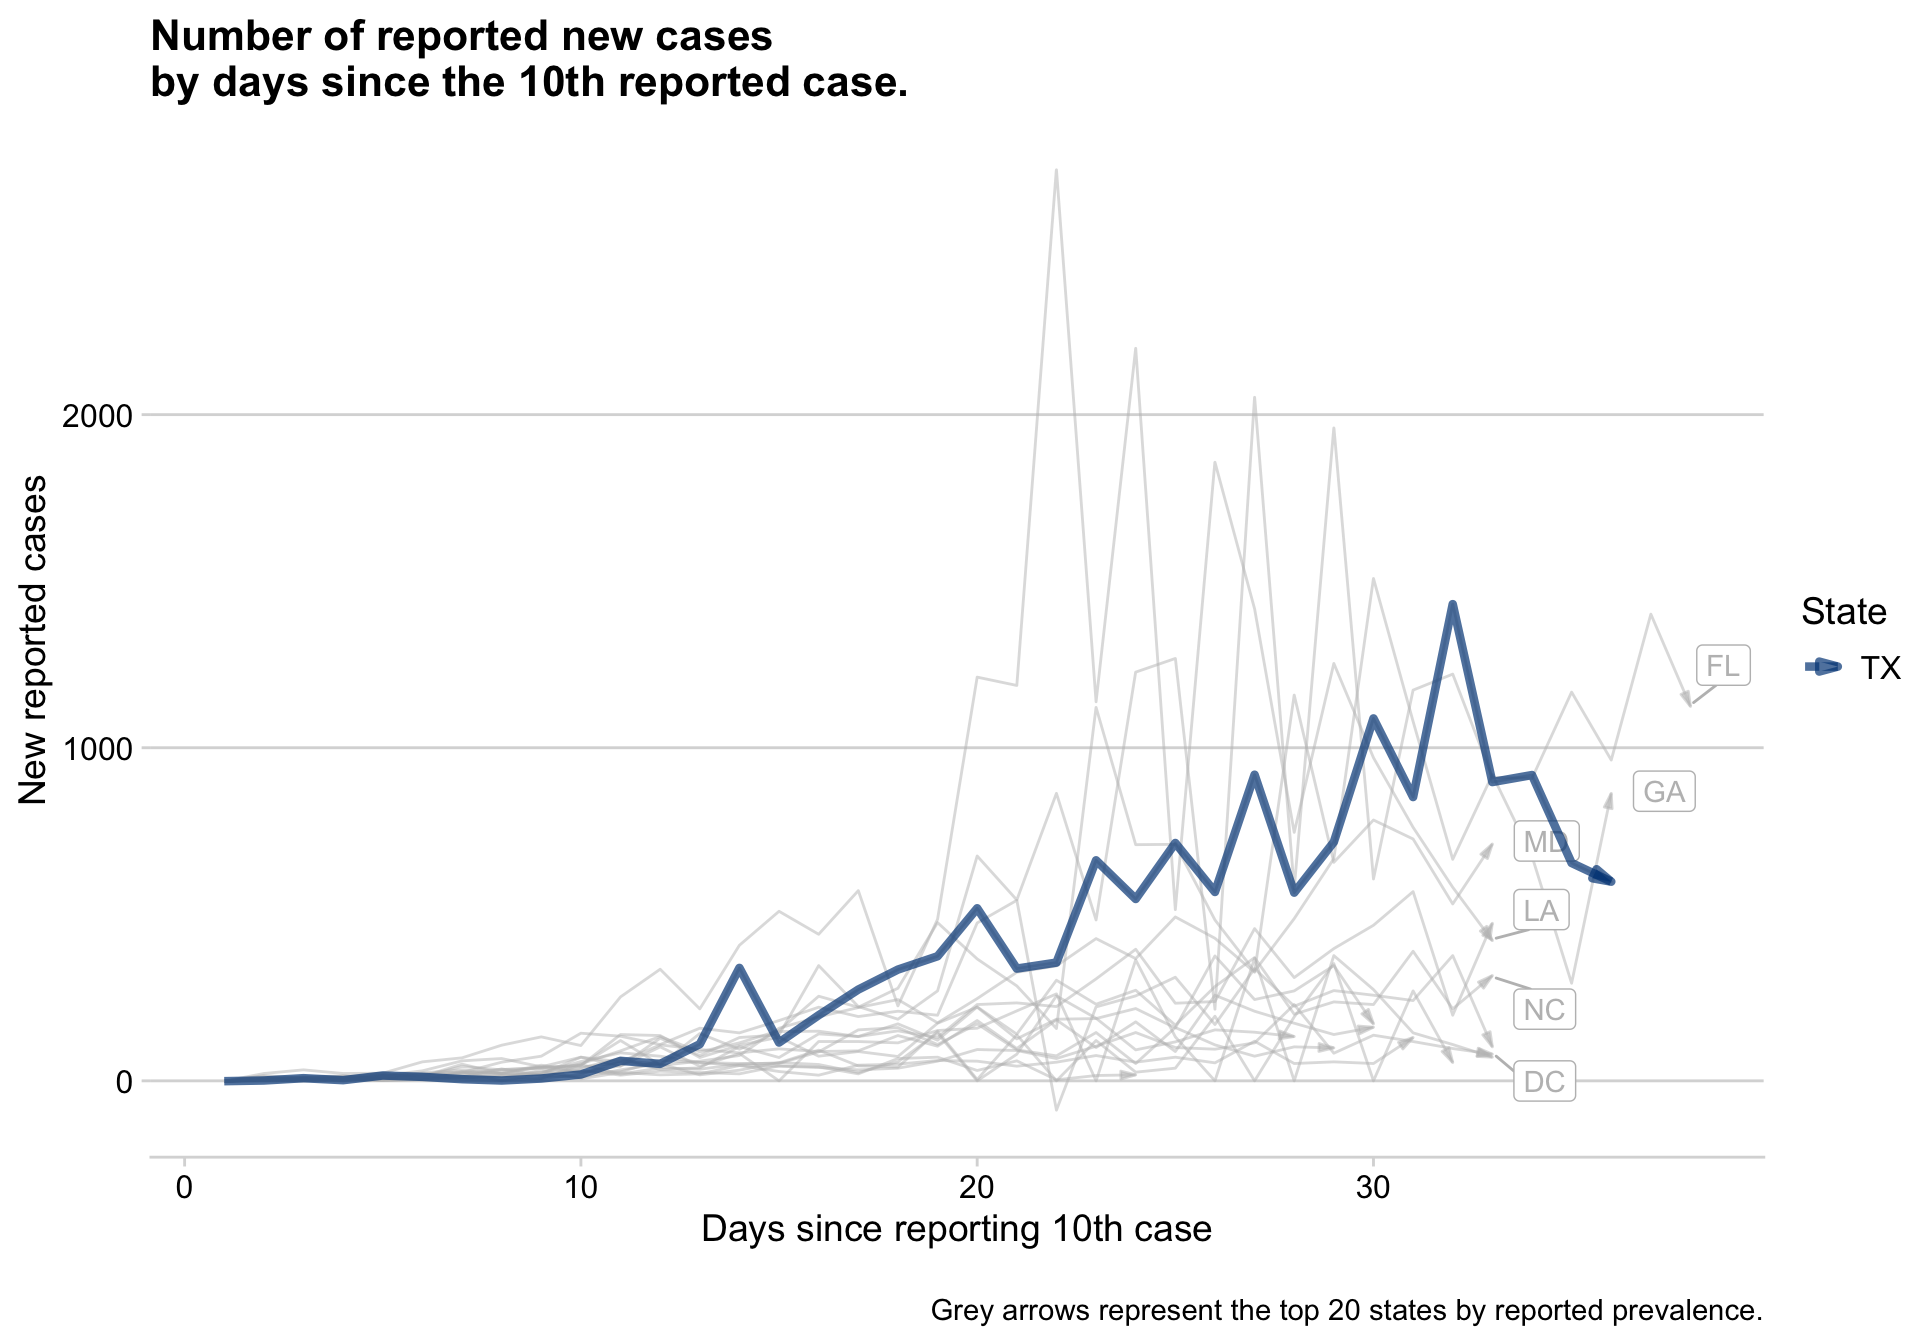 Number of reported new cases
by days since the 10th reported case.
New reported cases
2000
1000
0
0
10
20
30
Days since reporting 10th case
FL
GA
MD
LA
NC
DC
State
TX
Grey arrows represent the top 20 states by reported prevalence.